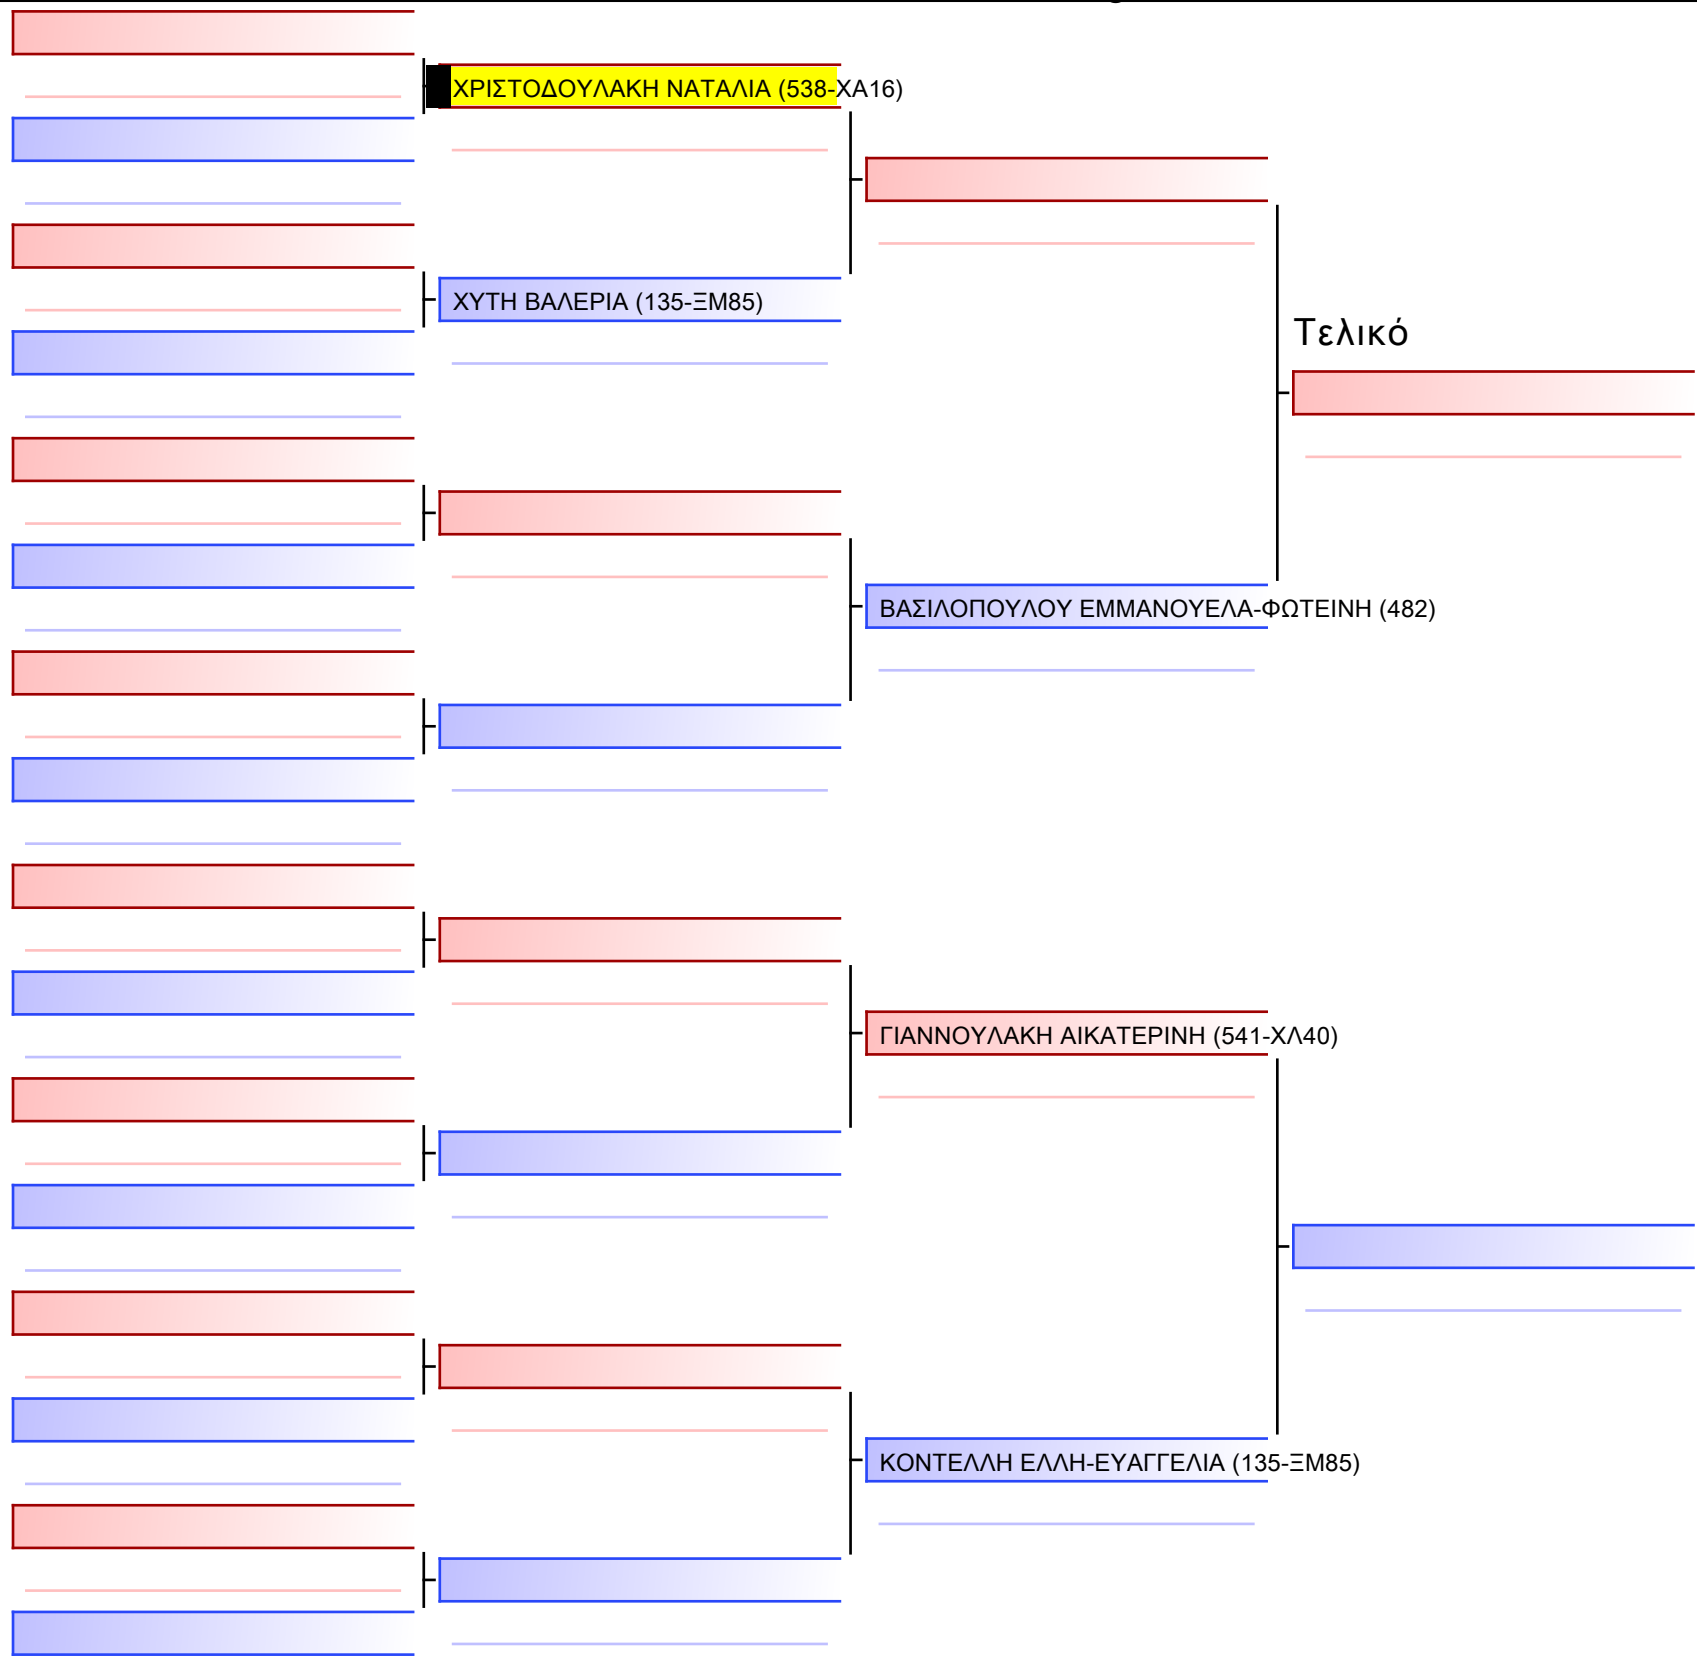 ΧΡΙΣΤΟΔΟΥΛΑΚΗ ΝΑΤΑΛΙΑ (538-ΧΑ16)
ΧΥΤΗ ΒΑΛΕΡΙΑ (135-ΞΜ85)
Τελικό
ΒΑΣΙΛΟΠΟΥΛΟΥ ΕΜΜΑΝΟΥΕΛΑ-ΦΩΤΕΙΝΗ (482)
ΓΙΑΝΝΟΥΛΑΚΗ ΑΙΚΑΤΕΡΙΝΗ (541-ΧΛ40)
ΚΟΝΤΕΛΛΗ ΕΛΛΗ-ΕΥΑΓΓΕΛΙΑ (135-ΞΜ85)